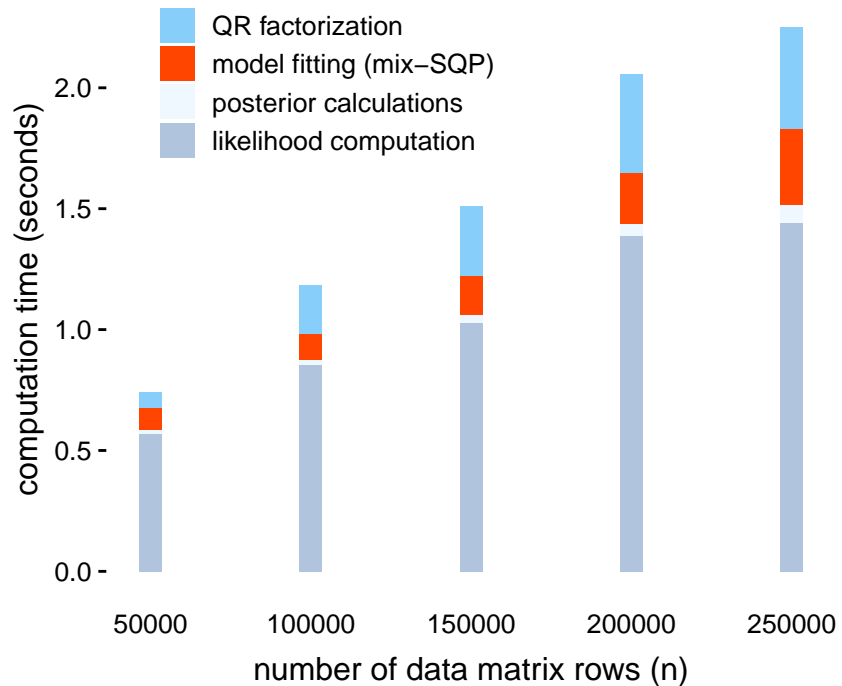 QR factorization
model fitting (mix−SQP)
posterior calculations
likelihood computation
computation time (seconds)
2.0
1.5
1.0
0.5
0.0
50000 100000 150000 200000 250000
number of data matrix rows (n)